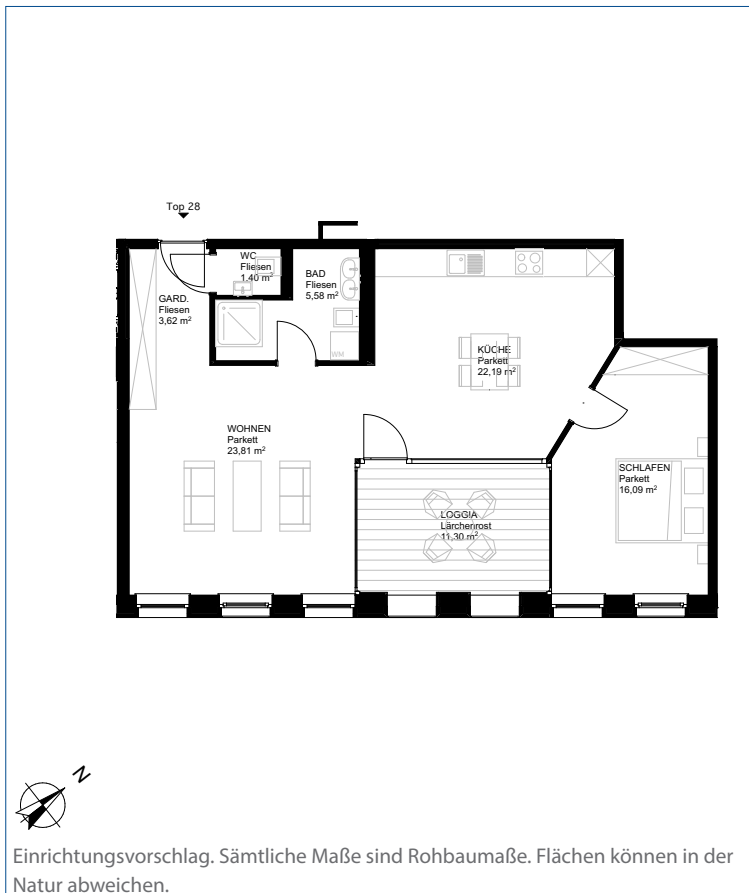 Top 28
WC
Fliesen
1.40 m²
BAD
Fliesen
5,58 m²
GARD.
Fliesen
3,62 m²
WM
KÜCHE
Parkett
22,19 m²
WOHNEN
Parkett
23,81 m²
SCHLAFEN
Parkett
16,09 m²
LOGGIA
Lärchenrost
11,30 m²
N
Einrichtungsvorschlag. Sämtliche Maße sind Rohbaumaße. Flächen können in der
Natur abweichen.